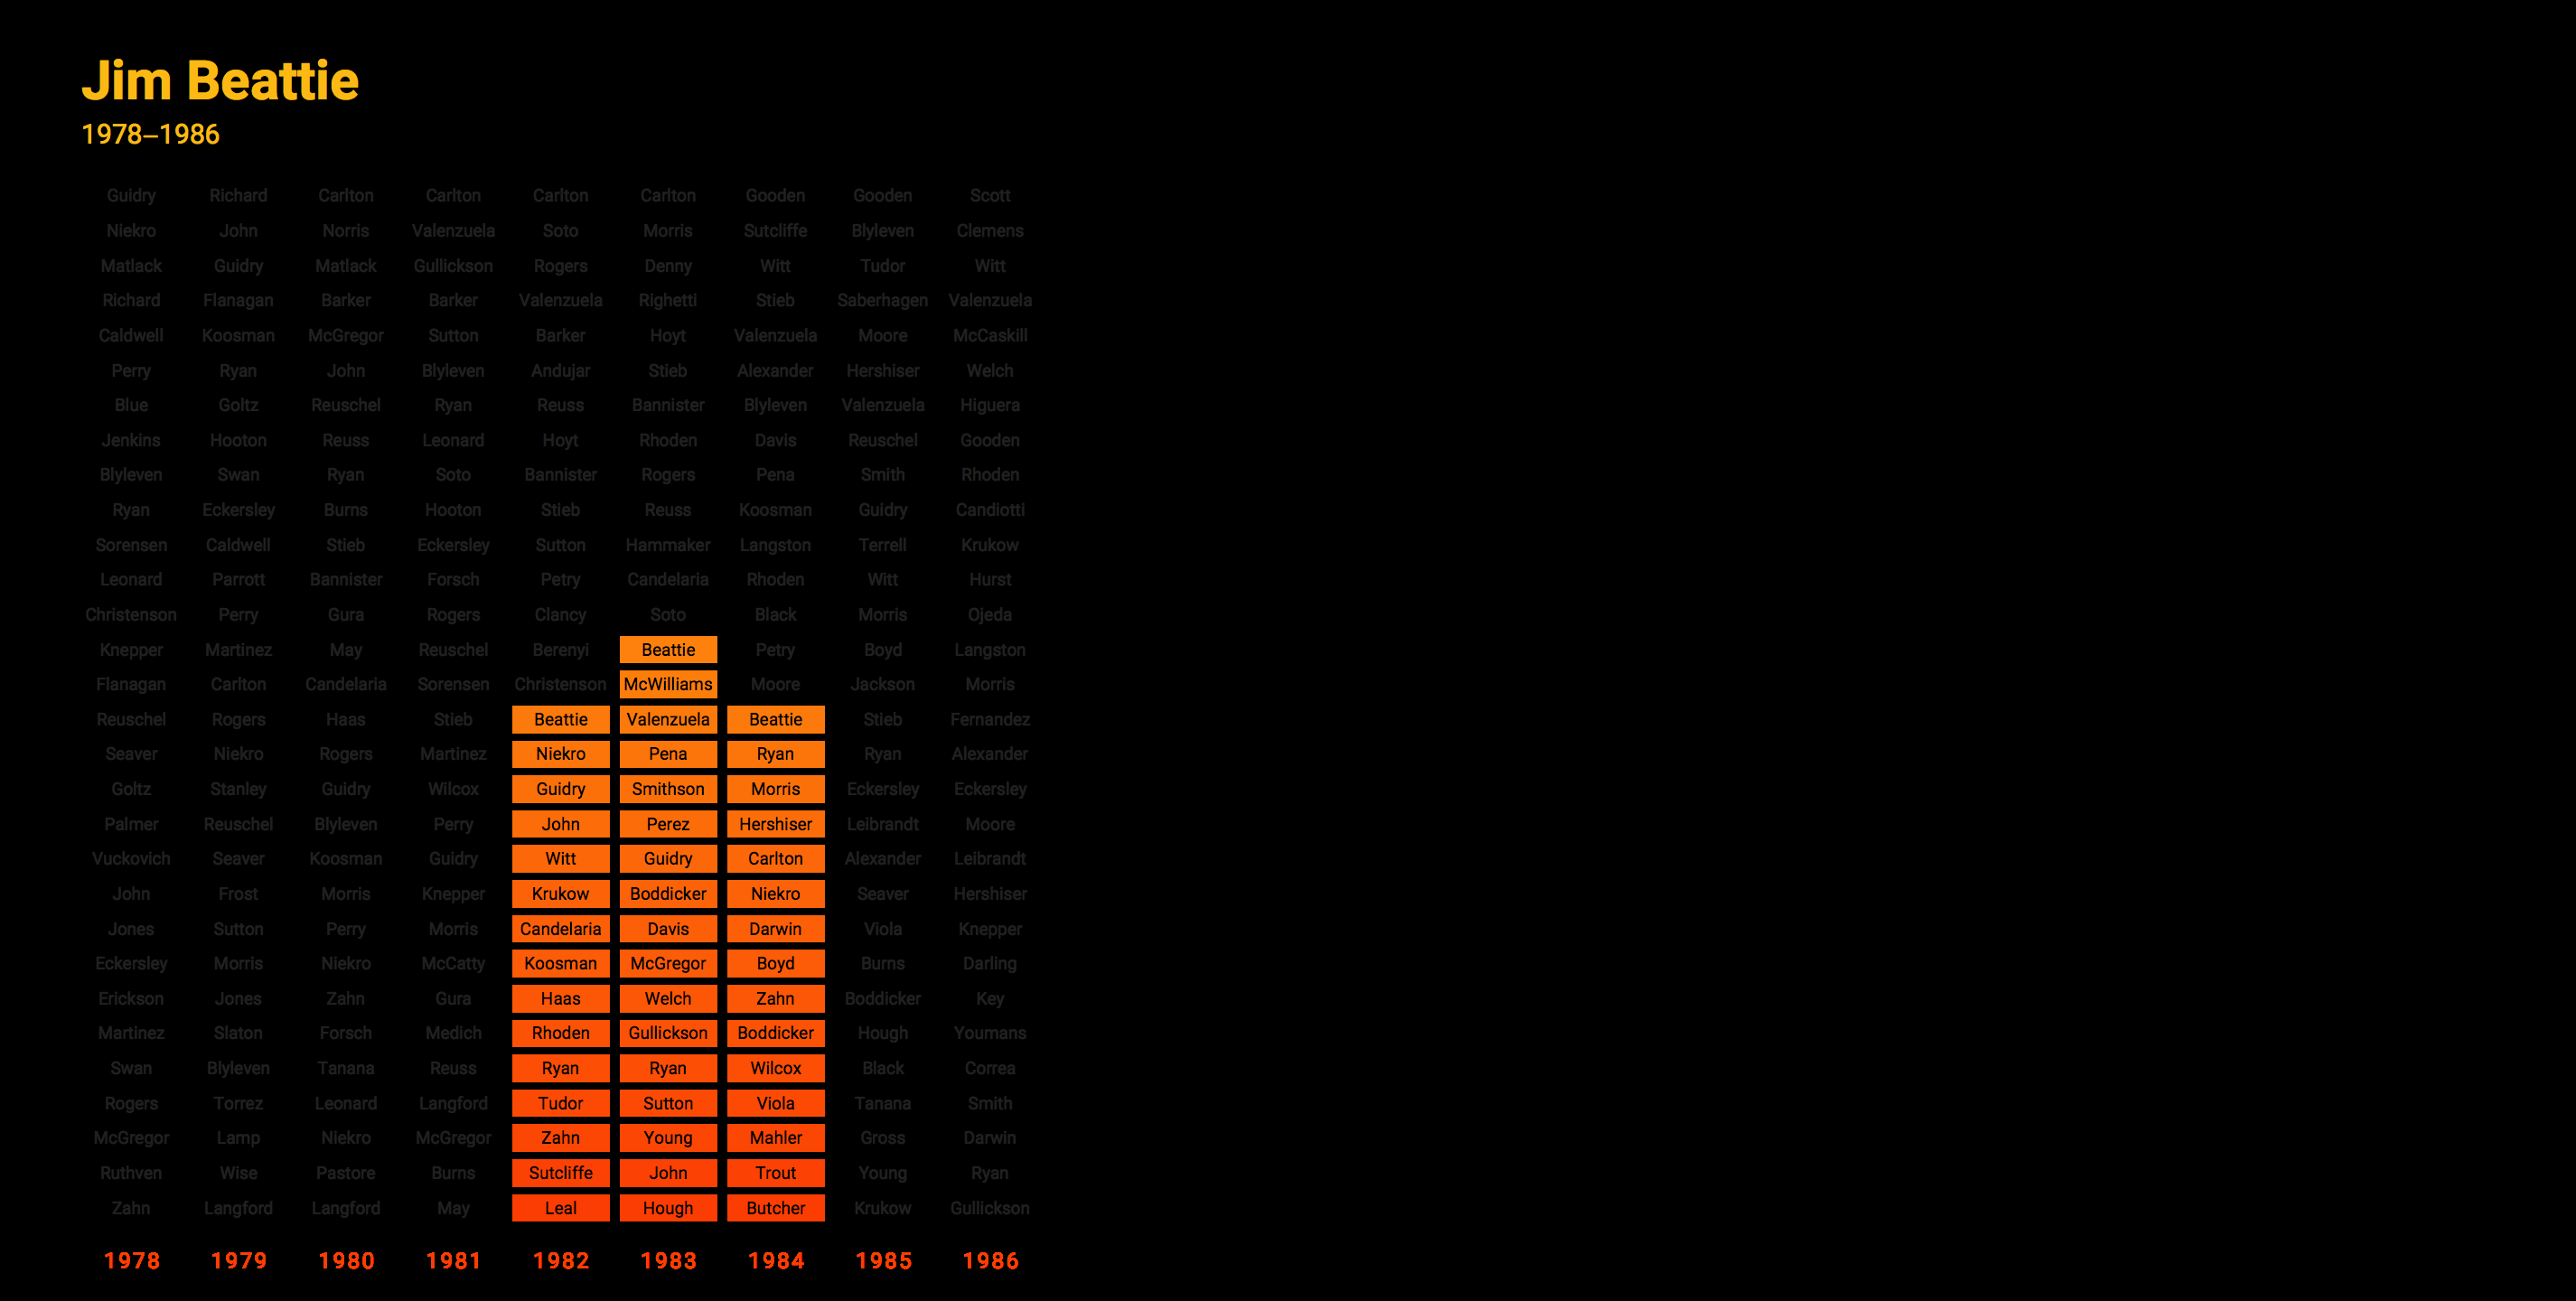 Jim Beattie
1978–1986
Guidry Richard Carlton Carlton Carlton Carlton Gooden Gooden Scott
Niekro John Norris Valenzuela Soto Morris Sutcliffe Blyleven Clemens
Matlack Guidry Matlack Gullickson Rogers Denny Witt Tudor Witt
Richard Flanagan Barker Barker Valenzuela Righetti Stieb Saberhagen Valenzuela
Caldwell Koosman McGregor Sutton Barker Hoyt Valenzuela Moore McCaskill
Perry Ryan John Blyleven Andujar Stieb Alexander Hershiser Welch
Blue Goltz Reuschel Ryan Reuss Bannister Blyleven Valenzuela Higuera
Jenkins Hooton Reuss Leonard Hoyt Rhoden Davis Reuschel Gooden
Blyleven Swan Ryan Soto Bannister Rogers Pena Smith Rhoden
Ryan Eckersley Burns Hooton Stieb Reuss Koosman Guidry Candiotti
Sorensen Caldwell Stieb Eckersley Sutton Hammaker Langston Terrell Krukow
Leonard Parrott Bannister Forsch Petry Candelaria Rhoden Witt Hurst
Christenson Perry Gura Rogers Clancy Soto Black Morris Ojeda
Knepper Martinez May Reuschel Berenyi Beattie Petry Boyd Langston
Flanagan Carlton Candelaria Sorensen Christenson McWilliams Moore Jackson Morris
Reuschel Rogers Haas Stieb Beattie Valenzuela Beattie Stieb Fernandez
Seaver Niekro Rogers Martinez Niekro Pena Ryan Ryan Alexander
Goltz Stanley Guidry Wilcox Guidry Smithson Morris Eckersley Eckersley
Palmer Reuschel Blyleven Perry John Perez Hershiser Leibrandt Moore
Vuckovich Seaver Koosman Guidry Witt Guidry Carlton Alexander Leibrandt
John Frost Morris Knepper Krukow Boddicker Niekro Seaver Hershiser
Jones Sutton Perry Morris Candelaria Davis Darwin Viola Knepper
Eckersley Morris Niekro McCatty Koosman McGregor Boyd Burns Darling
Erickson Jones Zahn Gura Haas Welch Zahn Boddicker Key
Martinez Slaton Forsch Medich Rhoden Gullickson Boddicker Hough Youmans
Swan Blyleven Tanana Reuss Ryan Ryan Wilcox Black Correa
Rogers Torrez Leonard Langford Tudor Sutton Viola Tanana Smith
McGregor Lamp Niekro McGregor Zahn Young Mahler Gross Darwin
Ruthven Wise Pastore Burns Sutcliffe John Trout Young Ryan
Zahn Langford Langford May Leal Hough Butcher Krukow Gullickson
1978 1979 1980 1981 1982 1983 1984 1985 1986